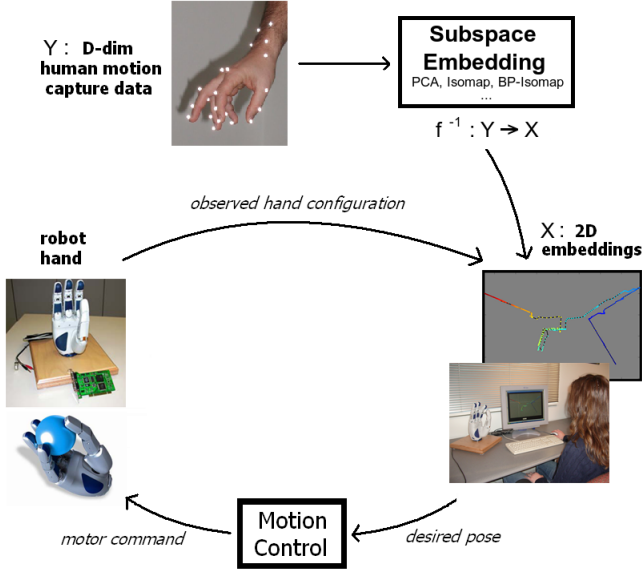 Y : D-dim
human motion
capture data
Subspace
Embedding
PCA, Isomap, BP-Isomap
...
f -1 : Y → X
observed hand configuration
robot
hand
X : 2D
embeddings
motor command
Motion
Control
desired pose